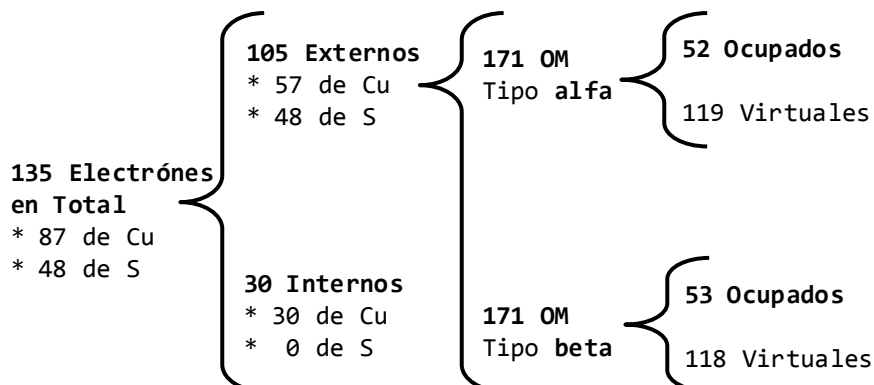 135 Electrónes
en Total
* 87 de Cu
* 48 de S
105 Externos
* 57 de Cu
* 48 de S
30 Internos
* 30 de Cu
* 0 de S
171 OM
Tipo alfa
52 Ocupados
119 Virtuales
171 OM
Tipo beta
53 Ocupados
118 Virtuales